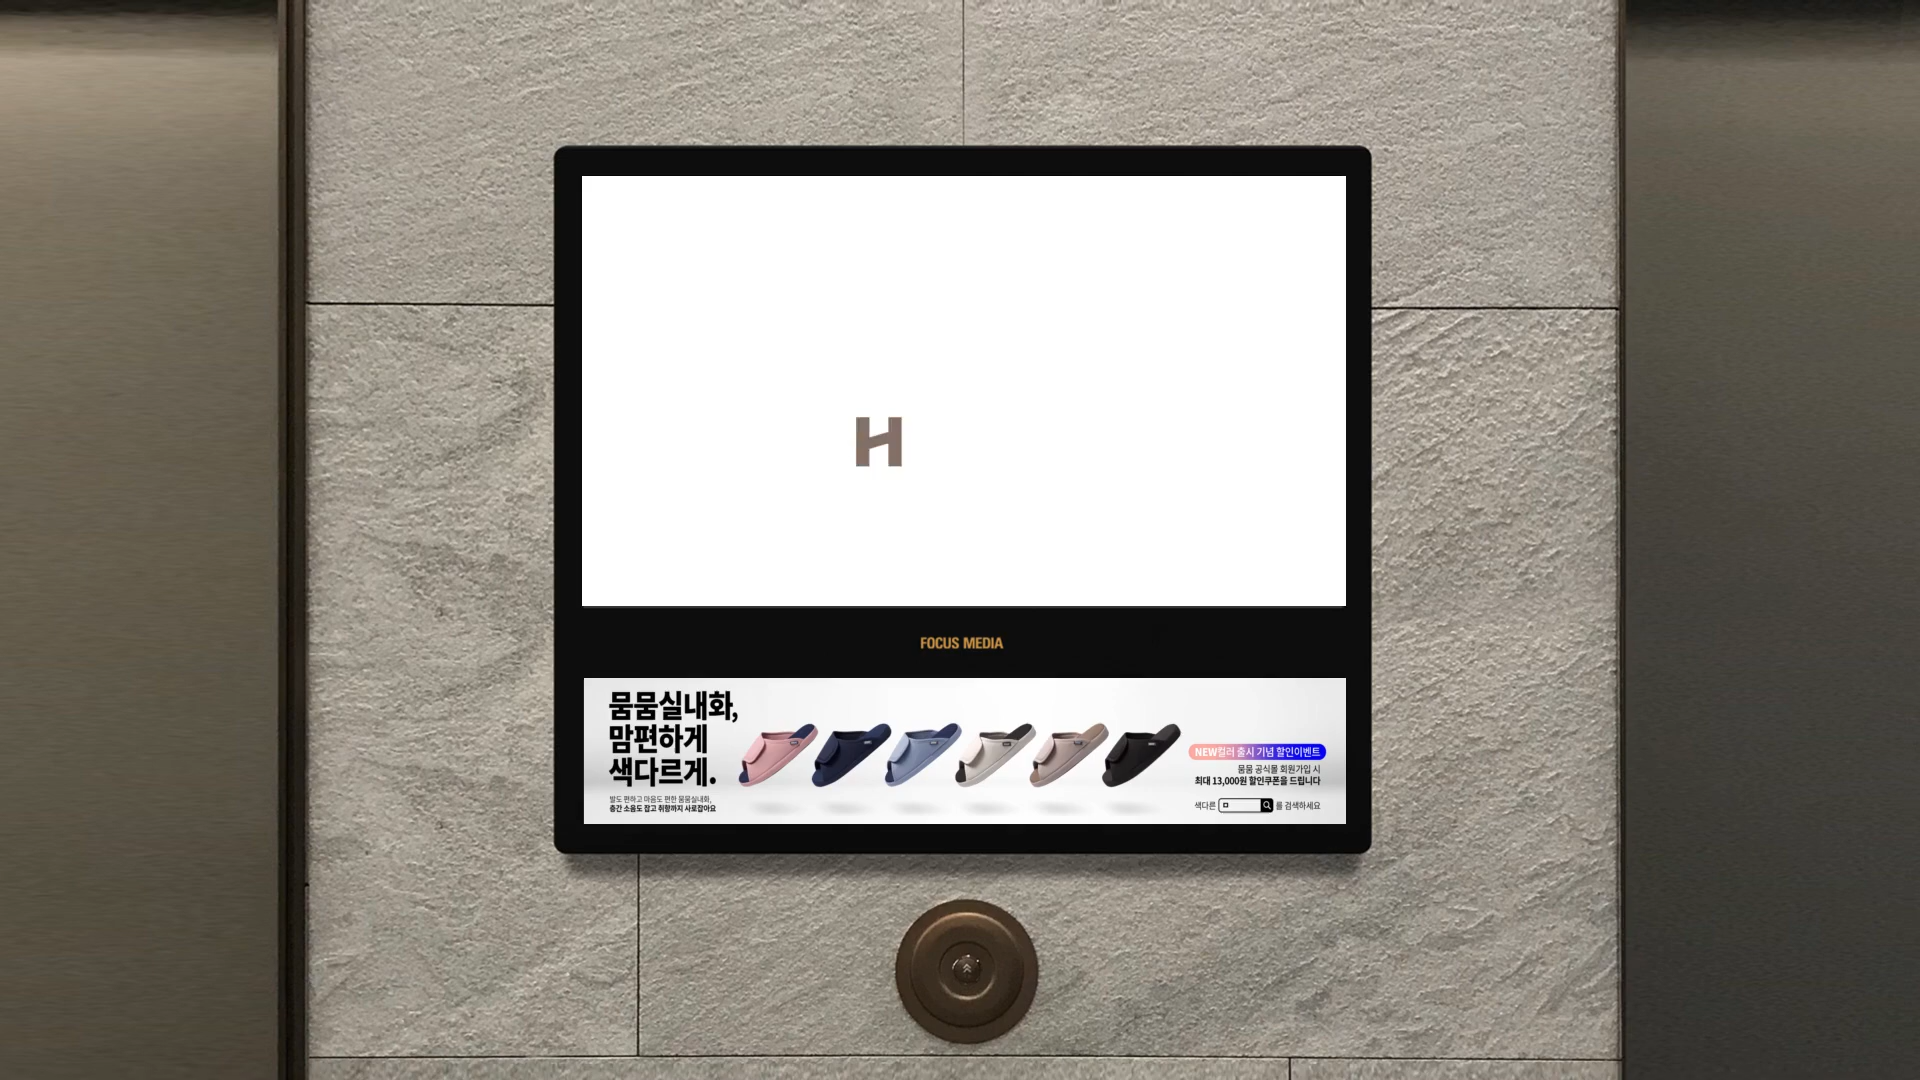 H
FOCUS MEDIA
뭄뭄실내화,
맘편하게
색다르게.
발도 편하고 마음도 편한 뭄뭄실내화,
층간 소음도 잡고 취향까지 사로잡아요
NEW컬러 출시 기념 할인이벤트
뭄뭄 공식몰 회원가입 시
최대 13,000원 할인쿠폰을 드립니다
색다른 ㅁ 를 검색하세요